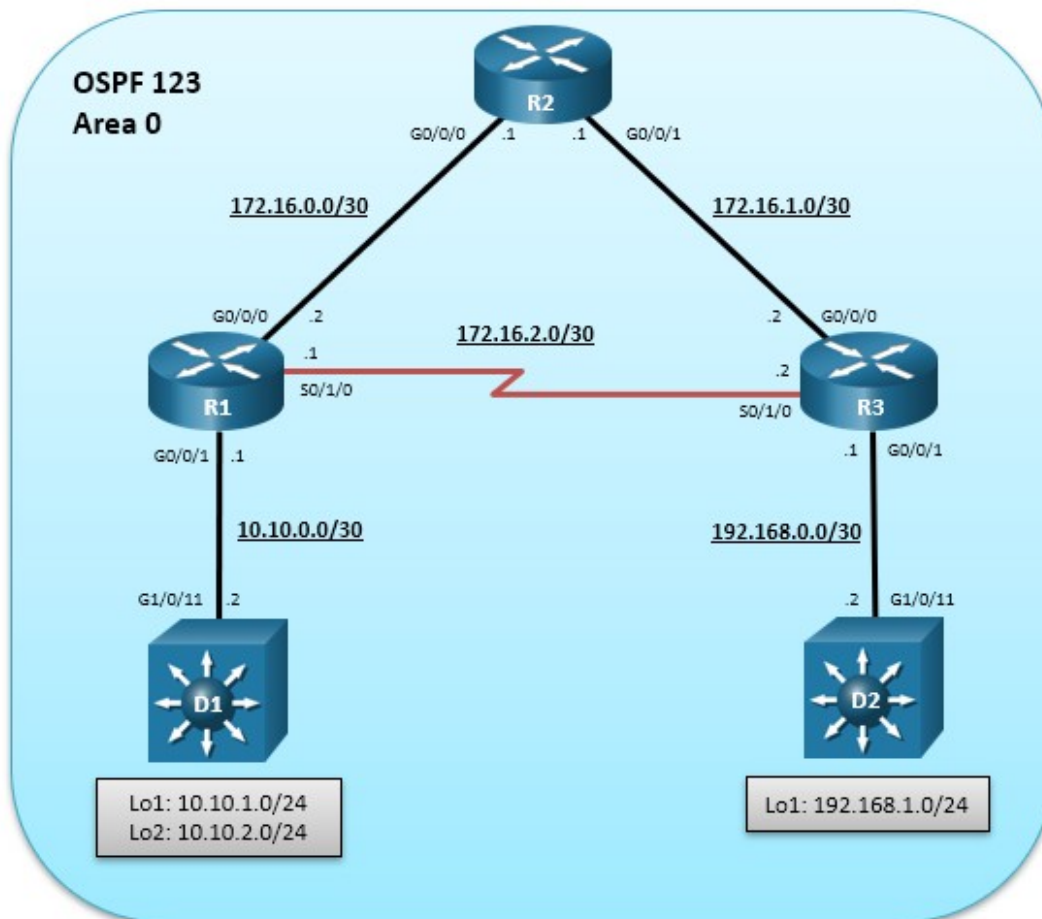 OSPF 123
Area 0
R2
G0/0/0 .1 .1 G0/0/1
172.16.0.0/30 172.16.1.0/30
G0/0/0 .2 .2 G0/0/0
172.16.2.0/30
.1 .2
S0/1/0 S0/1/0
R1 R3
G0/0/1 .1 .1 G0/0/1
10.10.0.0/30 192.168.0.0/30
G1/0/11 .2 .2 G1/0/11
D1 D2
Lo1: 10.10.1.0/24 Lo1: 192.168.1.0/24
Lo2: 10.10.2.0/24